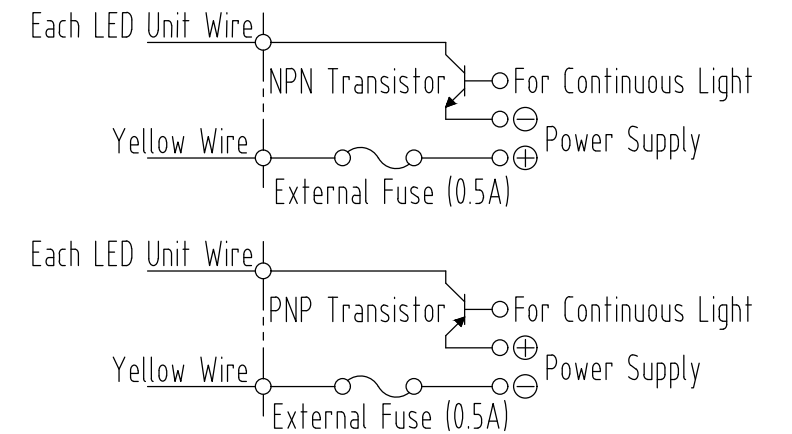 Each LED Unit Wire
NPN Transistor
For Continuous Light
Yellow Wire
Power Supply
External Fuse (0.5A)
Each LED Unit Wire
PNP Transistor
For Continuous Light
Yellow Wire
Power Supply
External Fuse (0.5A)